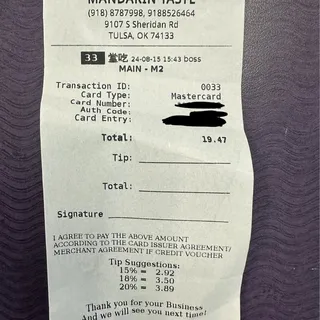 MANDARIN TASTE
(918) 8787998, 9188526464
9107 S Sheridan Rd
TULSA, OK 74133
33 堂吃 24-08-15 15:43 boss
MAIN - M2
Transaction ID: 0033
Card Type: Mastercard
Card Number:
Auth Code:
Card Entry:
Total: 19.47
Tip:
Total:
Signature
I AGREE TO PAY THE ABOVE AMOUNT
ACCORDING TO THE CARD ISSUER AGREEMENT/
MERCHANT AGREEMENT IF CREDIT VOUCHER
Tip Suggestions:
15% = 2.92
18% = 3.50
20% = 3.89
Thank you for your Business
And we will see you next time!